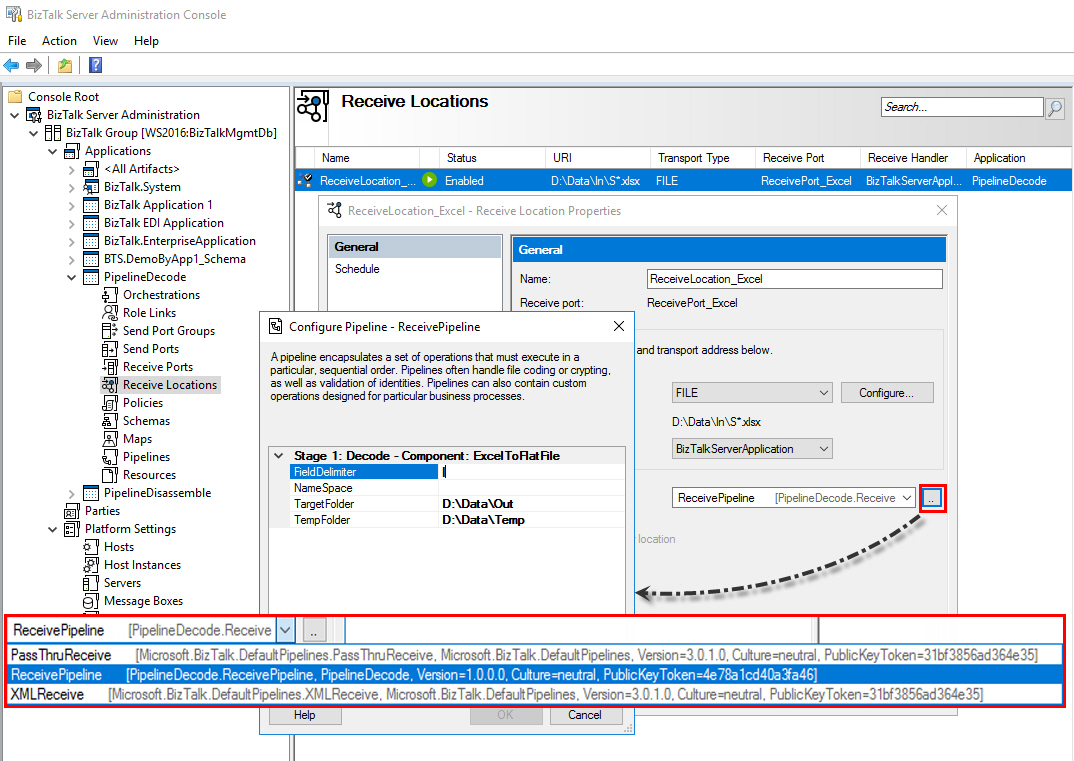 BizTalk Server Administration Console
File Action View Help
Console Root
BizTalk Server Administration
BizTalk Group [WS2016:BizTalkMgmtDb]
Applications
<All Artifacts>
BizTalk.System
BizTalk Application 1
BizTalk EDI Application
BizTalk.EnterpriseApplication
BTS.DemoByApp1_Schema
PipelineDecode
Orchestrations
Role Links
Send Port Groups
Send Ports
Receive Ports
Receive Locations
Policies
Schemas
Maps
Pipelines
Resources
PipelineDisassemble
Parties
Platform Settings
Hosts
Host Instances
Servers
Message Boxes
Receive Locations
Search...
Name Status URI Transport Type Receive Port Receive Handler Application
ReceiveLocation_... Enabled D:\Data\In\S*.xlsx FILE ReceivePort_Excel BizTalkServerAppl... PipelineDecode
ReceiveLocation_Excel - Receive Location Properties
General
Schedule
General
Name: ReceiveLocation_Excel
Receive port: ReceivePort_Excel
and transport address below.
FILE Configure...
D:\Data\In\S*.xlsx
BizTalkServerApplication
ReceivePipeline [PipelineDecode.Receive ..
location
Configure Pipeline - ReceivePipeline
A pipeline encapsulates a set of operations that must execute in a
particular, sequential order. Pipelines often handle file coding or crypting,
as well as validation of identities. Pipelines can also contain custom
operations designed for particular business processes.
Stage 1: Decode - Component: ExcelToFlatFile
FieldDelimiter
NameSpace
TargetFolder D:\Data\Out
TempFolder D:\Data\Temp
ReceivePipeline [PipelineDecode.Receive ..
PassThruReceive [Microsoft.BizTalk.DefaultPipelines.PassThruReceive, Microsoft.BizTalk.DefaultPipelines, Version=3.0.1.0, Culture=neutral, PublicKeyToken=31bf3856ad364e35]
ReceivePipeline [PipelineDecode.ReceivePipeline, PipelineDecode, Version=1.0.0.0, Culture=neutral, PublicKeyToken=4e78a1cd40a3fa46]
XMLReceive [Microsoft.BizTalk.DefaultPipelines.XMLReceive, Microsoft.BizTalk.DefaultPipelines, Version=3.0.1.0, Culture=neutral, PublicKeyToken=31bf3856ad364e35]
Help OK Cancel